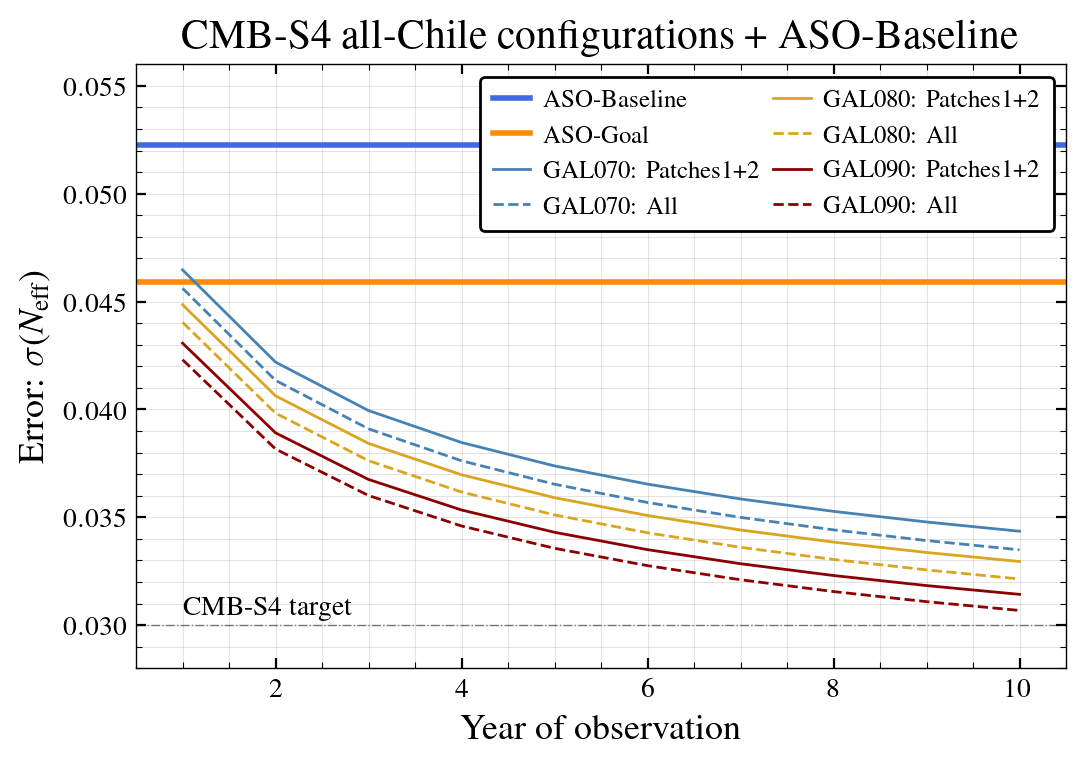 CMB-S4 all-Chile configurations + ASO-Baseline
0.055
0.050
0.045
0.040
0.035
0.030
Error: σ(N_eff)
ASO-Baseline
ASO-Goal
GAL070: Patches1+2
GAL070: All
GAL080: Patches1+2
GAL080: All
GAL090: Patches1+2
GAL090: All
CMB-S4 target
2 4 6 8 10
Year of observation